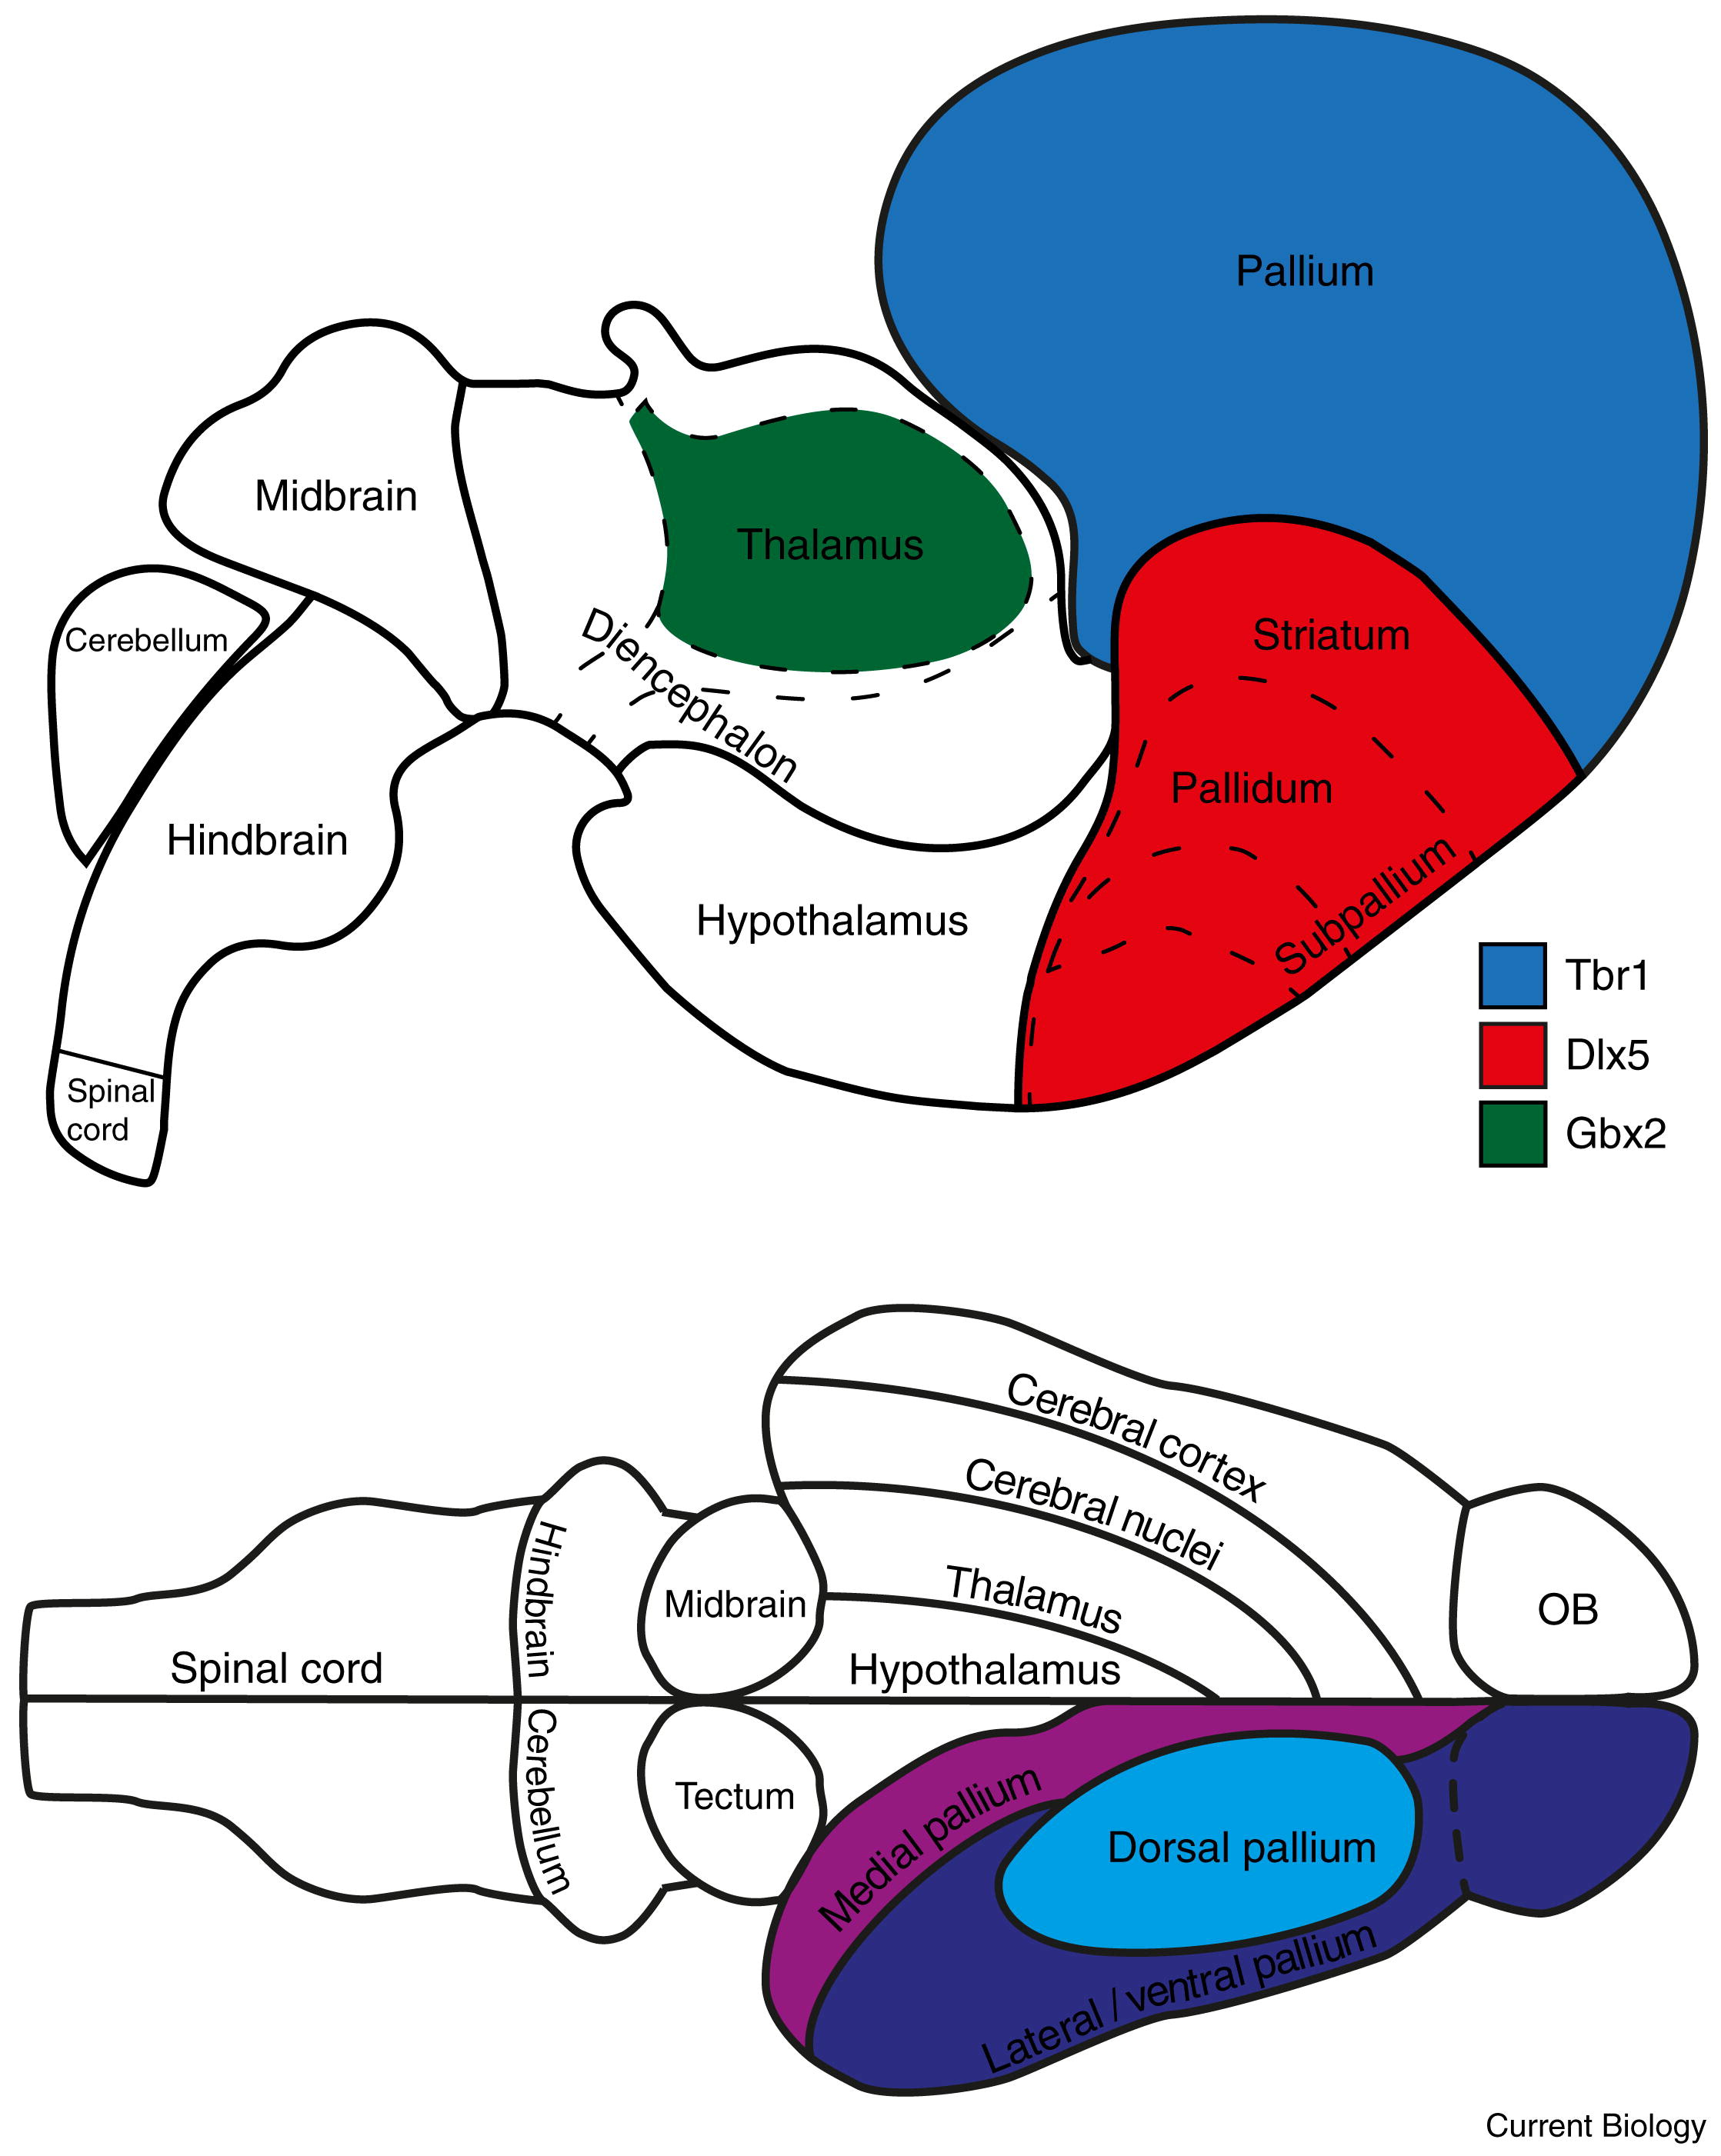 Pallium
Midbrain
Thalamus
Cerebellum
Striatum
Diencephalon
Pallidum
Hindbrain
Subpallium
Hypothalamus
Tbr1
Dlx5
Gbx2
Spinal
cord
Cerebral cortex
Cerebral nuclei
Hindbrain
Midbrain
Thalamus
OB
Spinal cord
Hypothalamus
Cerebellum
Tectum
Medial pallium
Dorsal pallium
Lateral / ventral pallium
Current Biology